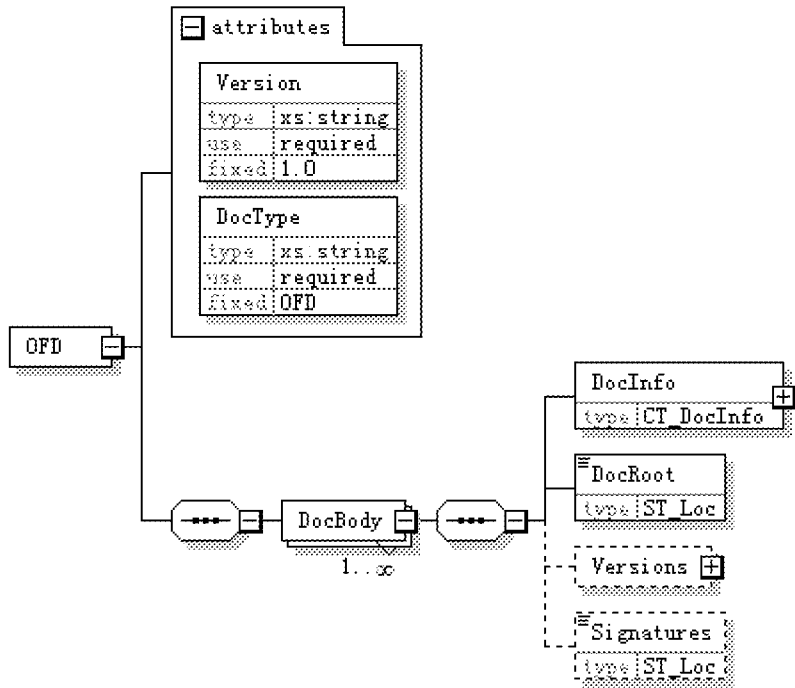 attributes
Version
type xs:string
use required
fixed 1.0
DocType
type xs:string
use required
fixed OFD
OFD
DocInfo
type CT_DocInfo
DocRoot
type ST_Loc
DocBody
1..∞
Versions
Signatures
type ST_Loc